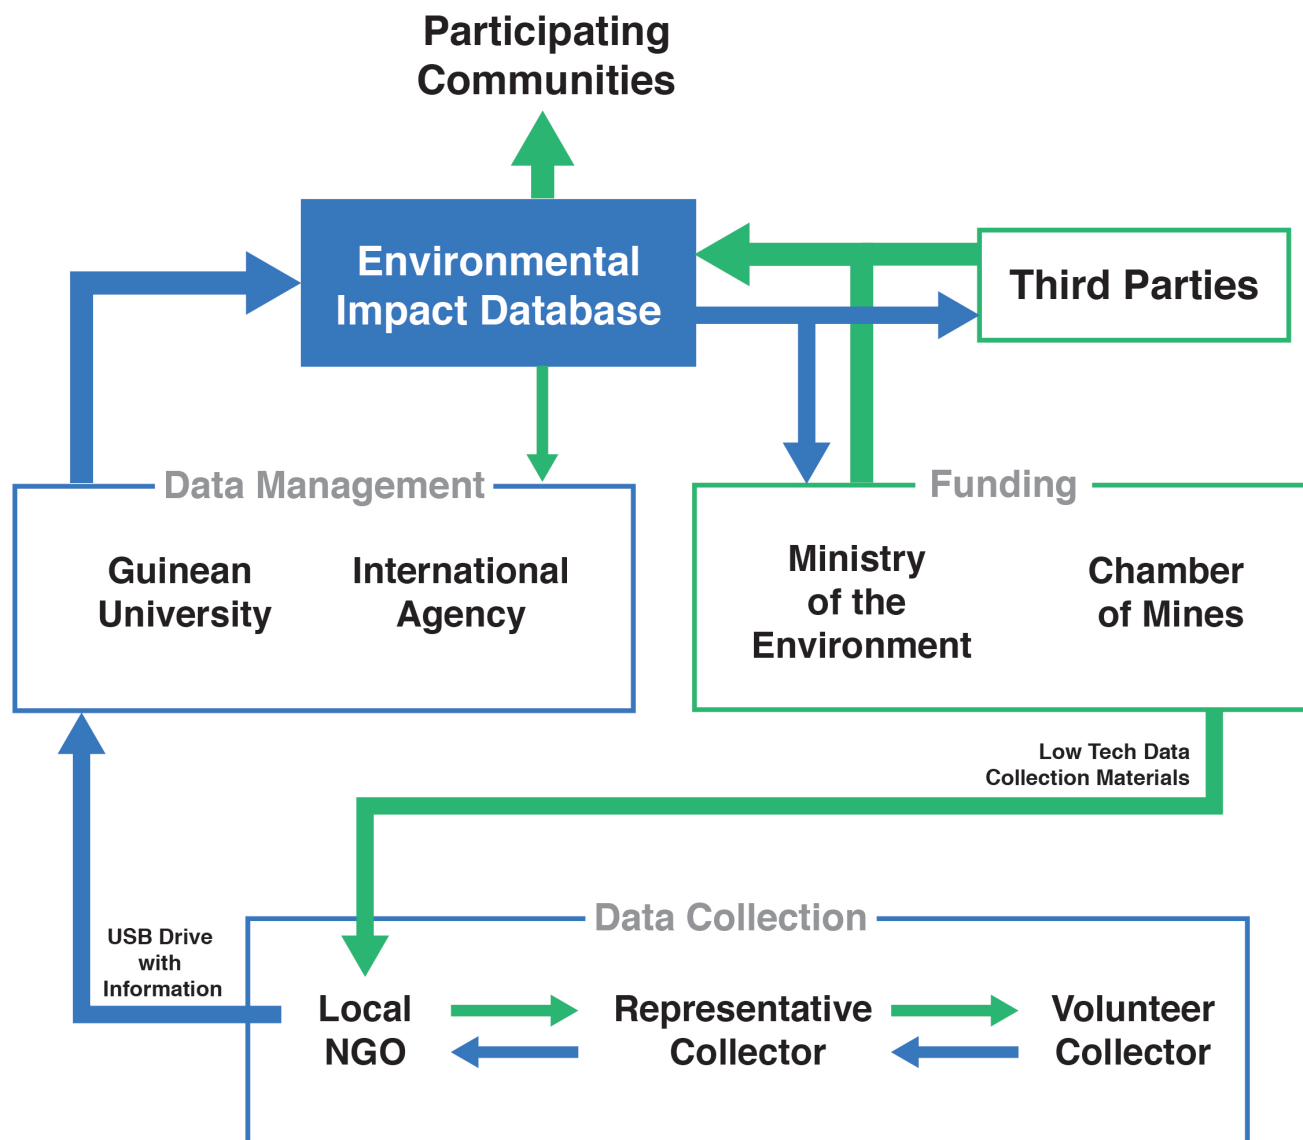 Participating
Communities
Environmental
Impact Database
Third Parties
Data Management
Guinean
University
International
Agency
Funding
Ministry
of the
Environment
Chamber
of Mines
Low Tech Data
Collection Materials
Data Collection
USB Drive
with
Information
Local
NGO
Representative
Collector
Volunteer
Collector